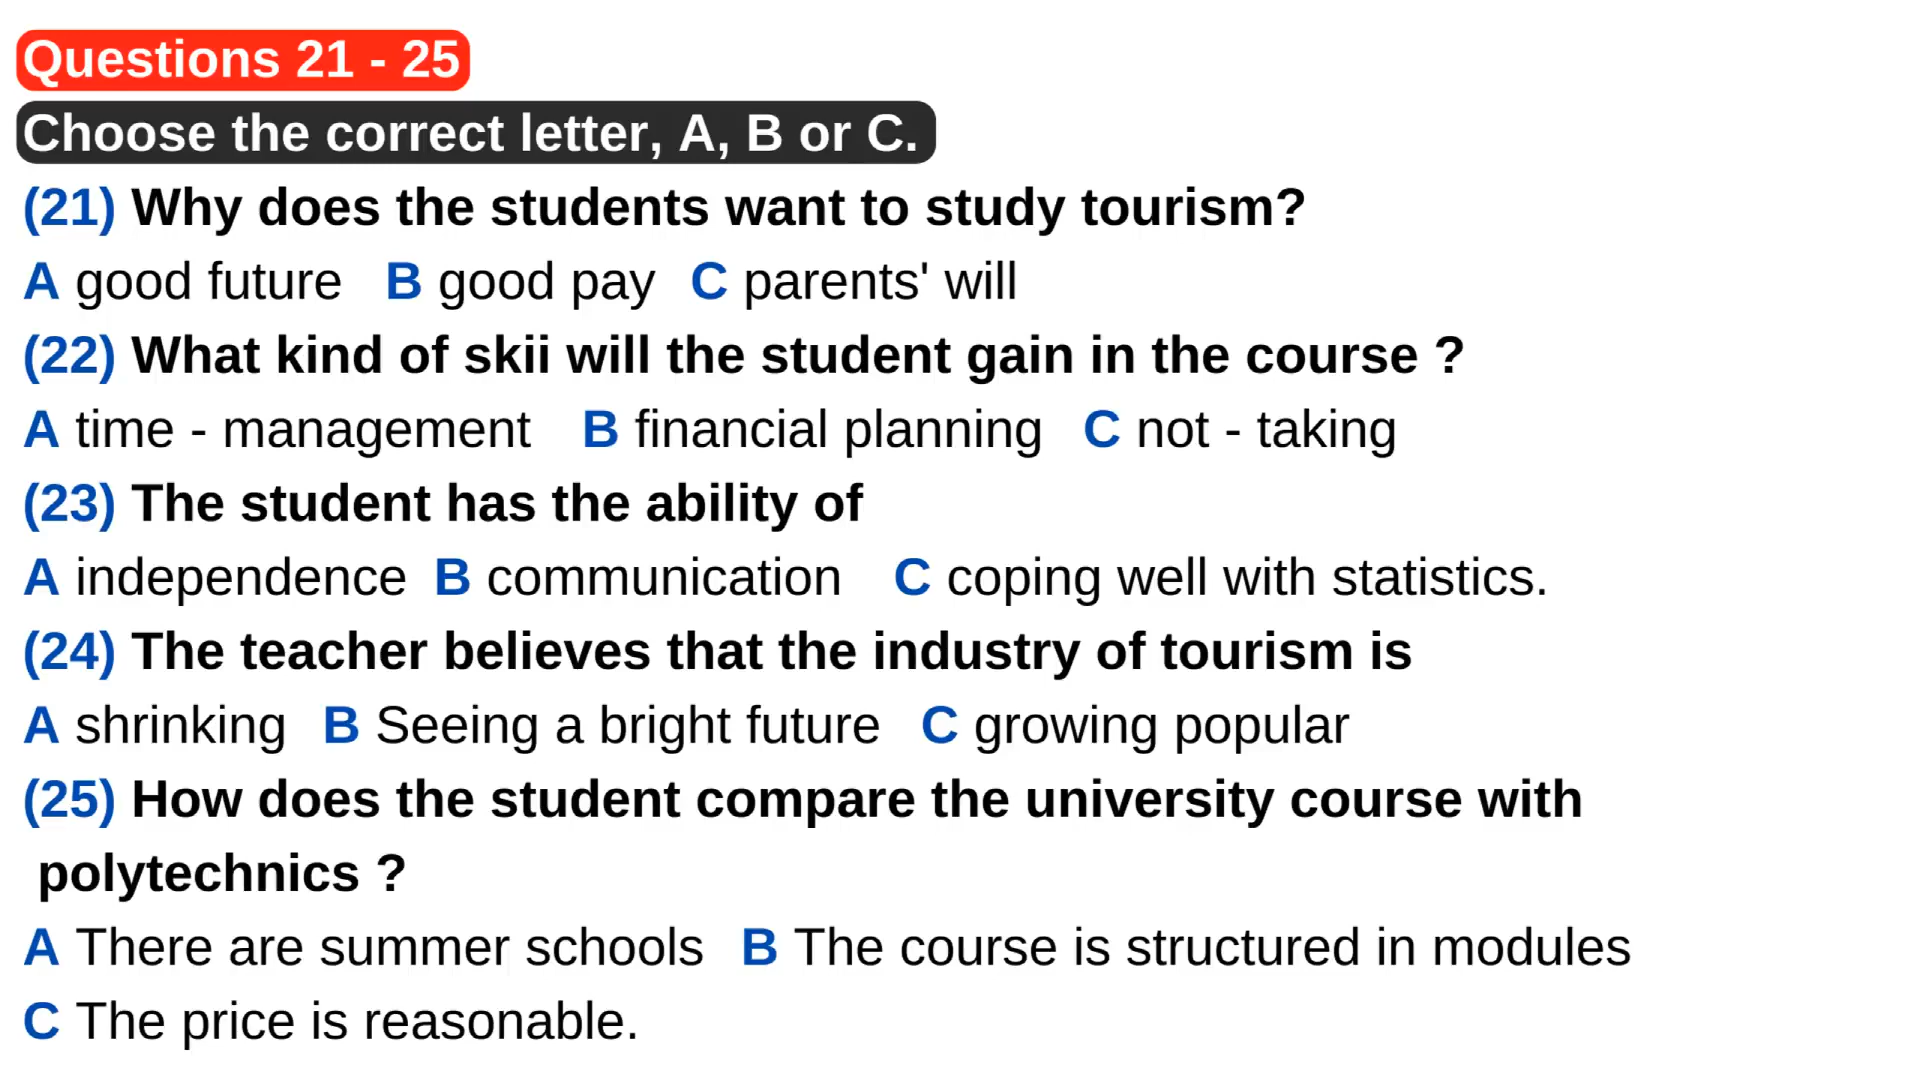 Questions 21 - 25
Choose the correct letter, A, B or C.
(21) Why does the students want to study tourism?
A good future B good pay C parents' will
(22) What kind of skii will the student gain in the course ?
A time - management B financial planning C not - taking
(23) The student has the ability of
A independence B communication C coping well with statistics.
(24) The teacher believes that the industry of tourism is
A shrinking B Seeing a bright future C growing popular
(25) How does the student compare the university course with
polytechnics ?
A There are summer schools B The course is structured in modules
C The price is reasonable.